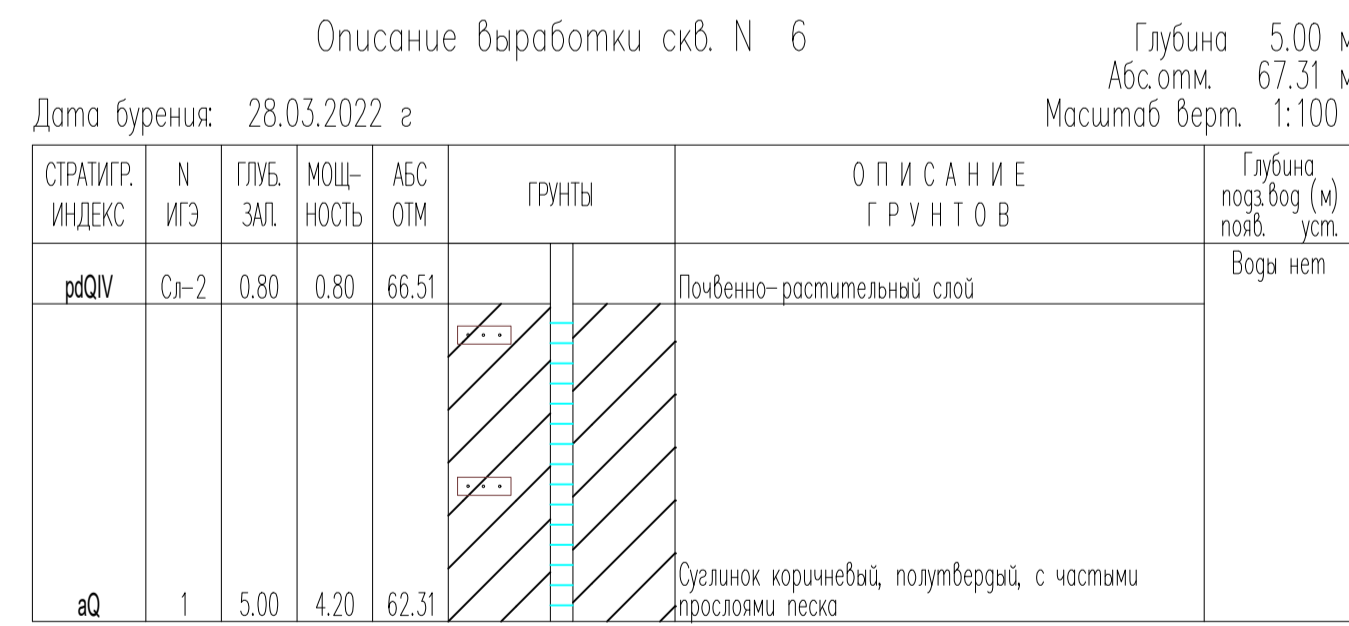 Описание выработки скв. N 6
Глубина 5.00 м
Абс.отм. 67.31 м
Дата бурения: 28.03.2022 г
Масштаб верт. 1:100
СТРАТИГР. ИНДЕКС
N ИГЭ
ГЛУБ. ЗАЛ.
МОЩ-НОСТЬ
АБС ОТМ
ГРУНТЫ
ОПИСАНИЕ
ГРУНТОВ
Глубина
подз.вод (м)
появ. уст.
pdQIV Сл-2 0.80 0.80 66.51 Почвенно-растительный слой
Воды нет
aQ 1 5.00 4.20 62.31 Суглинок коричневый, полутвердый, с частыми
прослоями песка